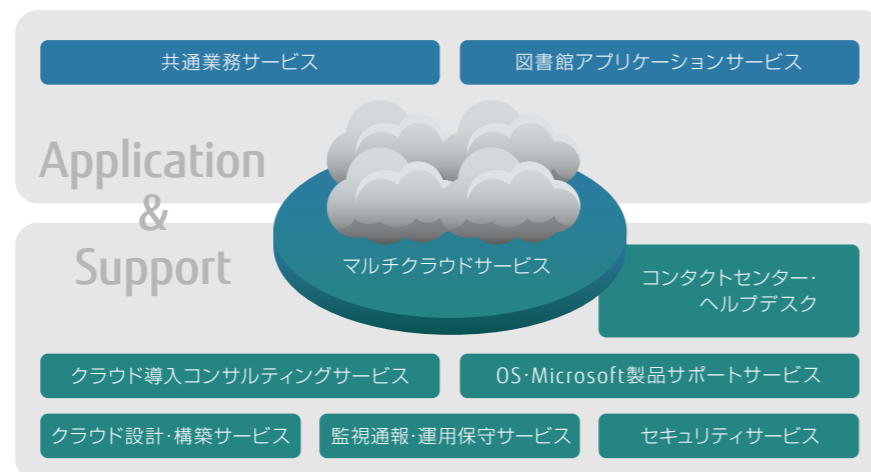 共通業務サービス
図書館アプリケーションサービス
Application
&
Support
マルチクラウドサービス
コンタクトセンター・
ヘルプデスク
クラウド導入コンサルティングサービス
OS・Microsoft製品サポートサービス
クラウド設計・構築サービス
監視通報・運用保守サービス
セキュリティサービス